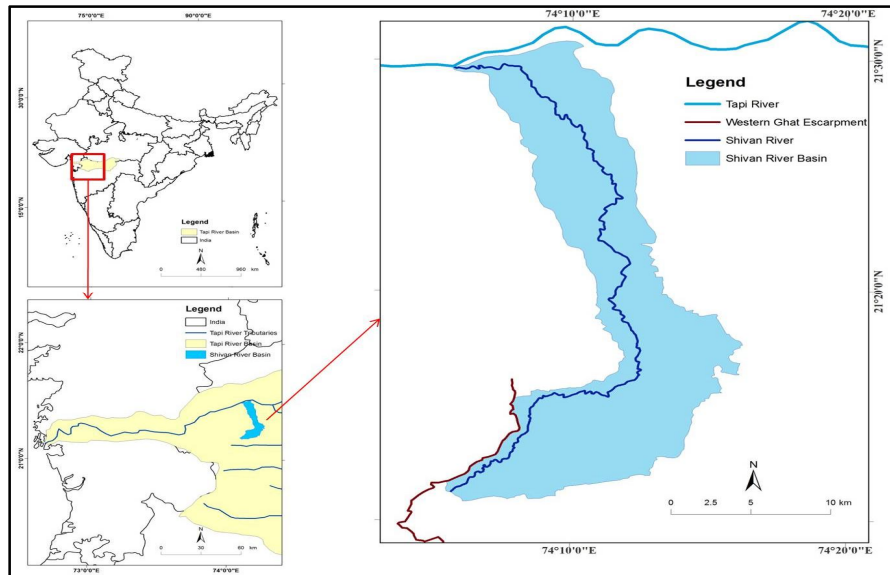 75°0'0"E 90°0'0"E
30°0'0"N
15°0'0"N
Legend
Tapi River Basin
India
N
0 480 960 km
Legend
India
Tapi River Tributaries
Tapi River Basin
Shivan River Basin
22°0'0"N
21°0'0"N
N
0 30 60 km
73°0'0"E 74°0'0"E
74°10'0"E 74°20'0"E
21°30'0"N
Legend
Tapi River
Western Ghat Escarpment
Shivan River
Shivan River Basin
21°20'0"N
N
0 2.5 5 10 km
74°10'0"E 74°20'0"E